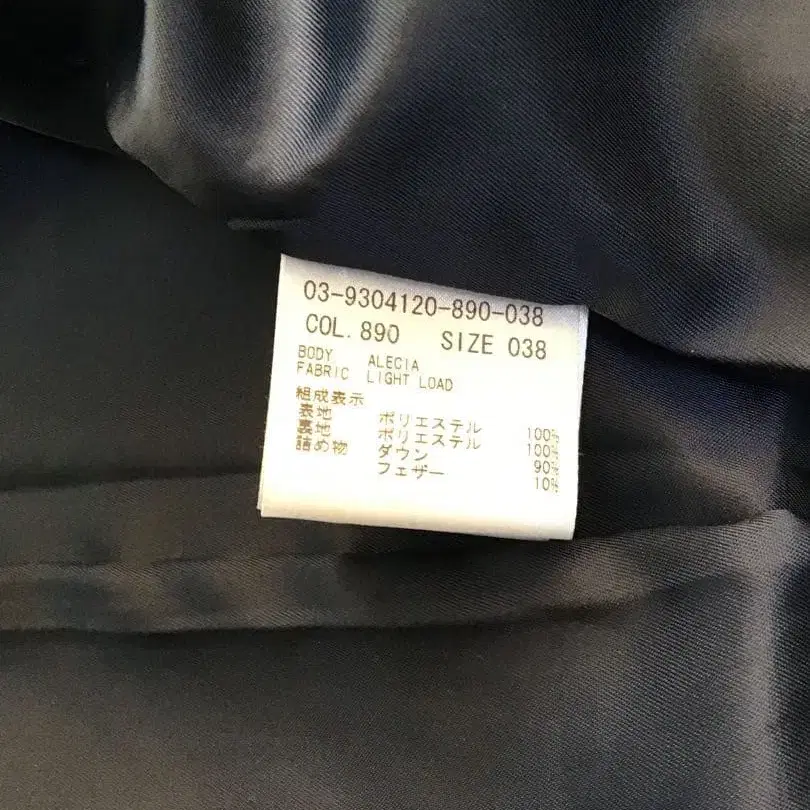 03-9304120-890-038
COL. 890 SIZE 038
BODY ALECIA
FABRIC LIGHT LOAD
組成表示
表地 ポリエステル 100%
裏地 ポリエステル 100%
詰め物 ダウン 90%
フェザー 10%